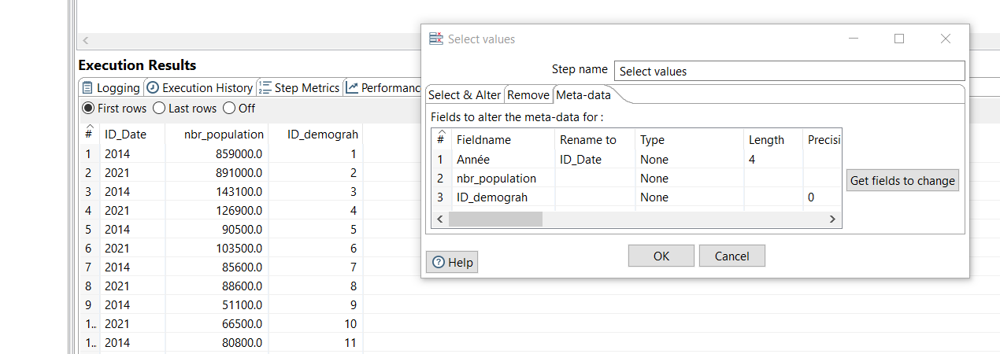 Execution Results
Logging Execution History Step Metrics Performanc
First rows Last rows Off
# ID_Date nbr_population ID_demograh
1 2014 859000.0 1
2 2021 891000.0 2
3 2014 143100.0 3
4 2021 126900.0 4
5 2014 90500.0 5
6 2021 103500.0 6
7 2014 85600.0 7
8 2021 88600.0 8
9 2014 51100.0 9
1.. 2021 66500.0 10
1.. 2014 80800.0 11
Select values
Step name Select values
Select & Alter Remove Meta-data
Fields to alter the meta-data for :
# Fieldname Rename to Type Length Precisi
1 Année ID_Date None 4
2 nbr_population None
3 ID_demograh None 0
Get fields to change
Help OK Cancel